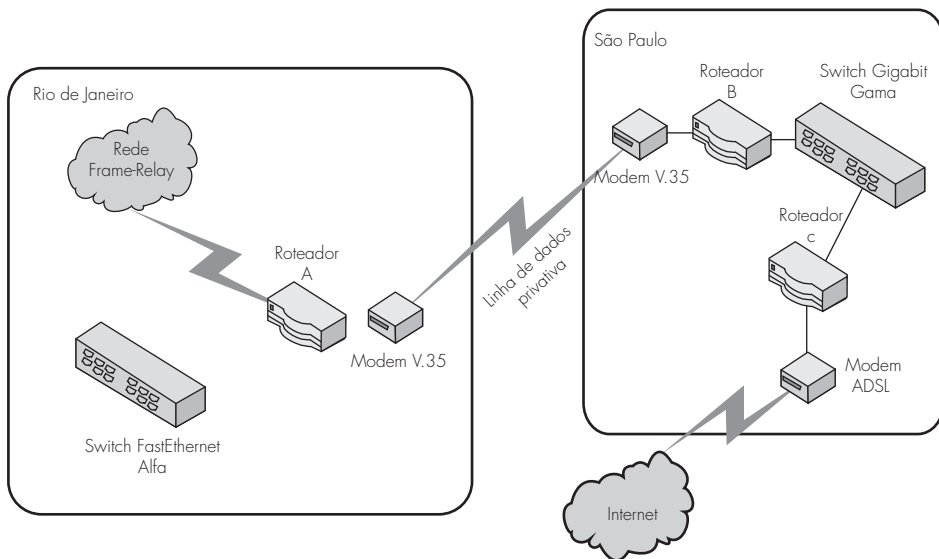 Rio de Janeiro
Rede
Frame-Relay
Roteador
A
Modem V.35
Switch FastEthernet
Alfa
Linha de dados
privativa
São Paulo
Roteador
B
Switch Gigabit
Gama
Modem V.35
Roteador
c
Modem
ADSL
Internet